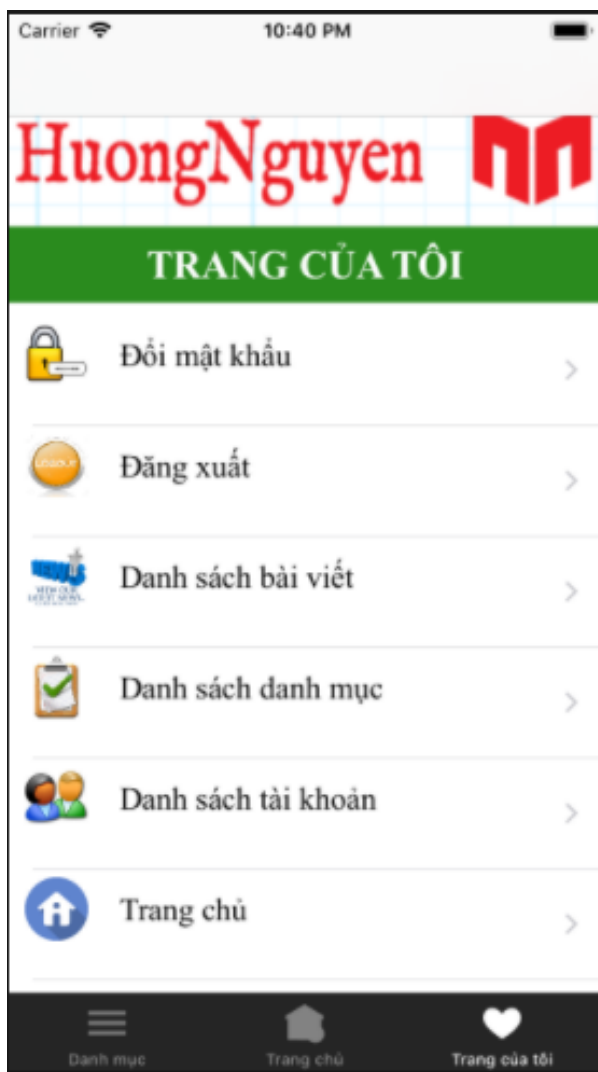 Carrier 10:40 PM
HuongNguyen
TRANG CỦA TÔI
Đổi mật khẩu
Đăng xuất
Danh sách bài viết
Danh sách danh mục
Danh sách tài khoản
Trang chủ
Danh mục Trang chủ Trang của tôi